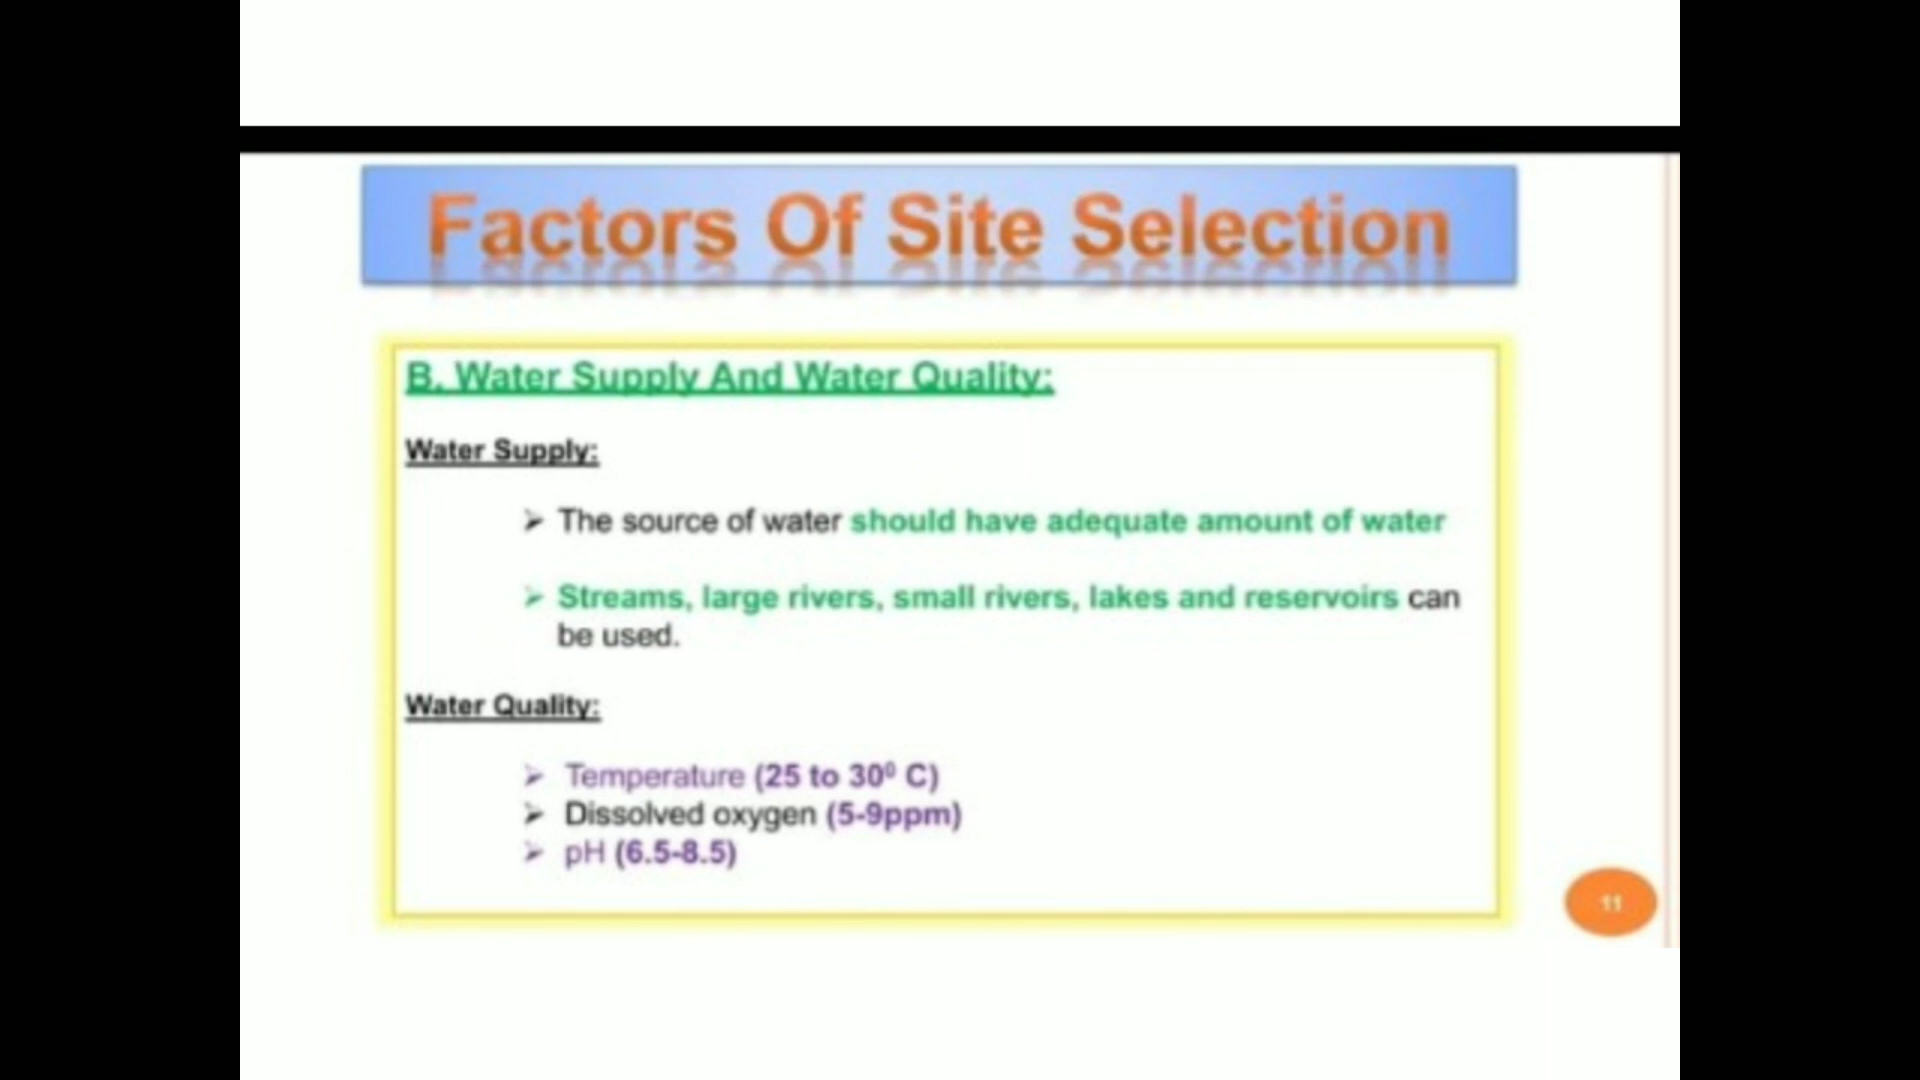 Factors Of Site Selection
B. Water Supply And Water Quality:
Water Supply:
➢ The source of water should have adequate amount of water
➢ Streams, large rivers, small rivers, lakes and reservoirs can
be used.
Water Quality:
➢ Temperature (25 to 30⁰ C)
➢ Dissolved oxygen (5-9ppm)
➢ pH (6.5-8.5)
11